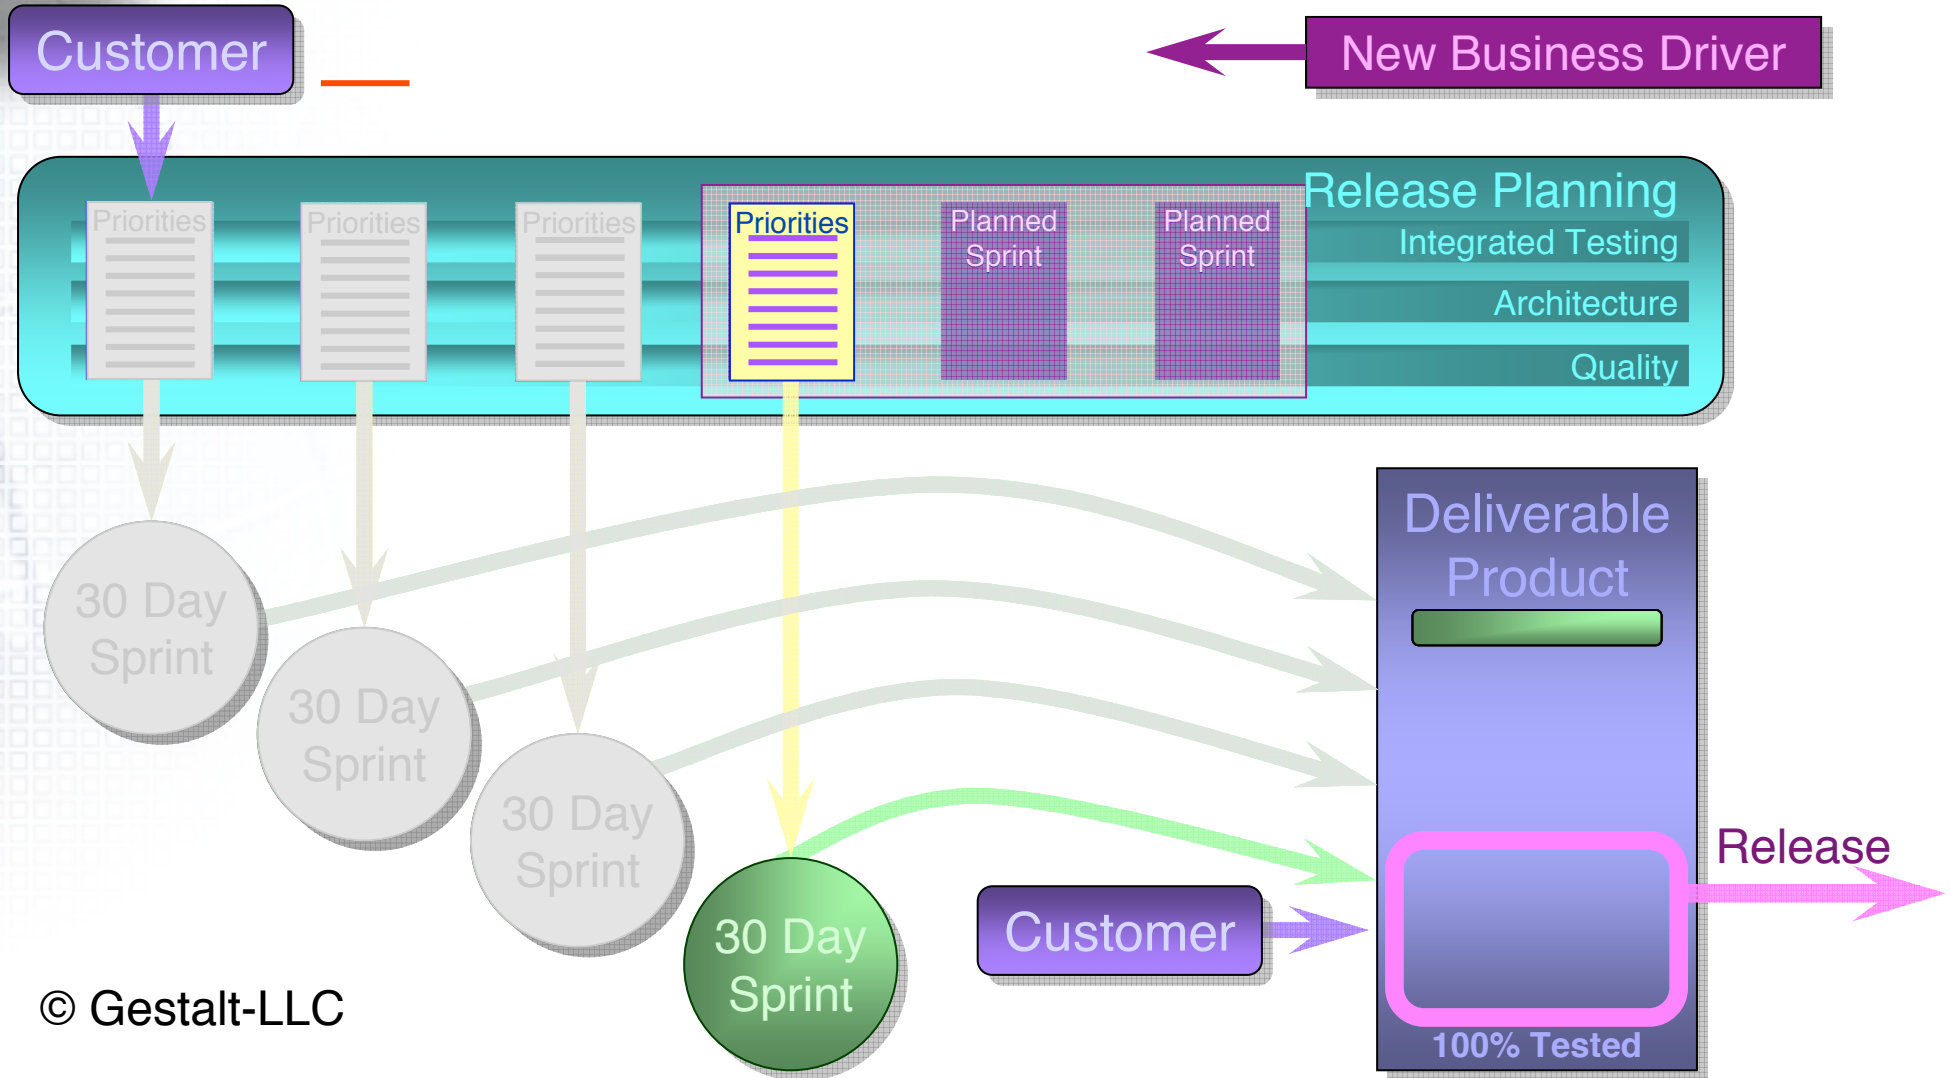 Customer
New Business Driver
Release Planning
Priorities
Priorities
Priorities
Priorities
Planned
Sprint
Planned
Sprint
Integrated Testing
Architecture
Quality
Deliverable
Product
30 Day
Sprint
30 Day
Sprint
30 Day
Sprint
30 Day
Sprint
Customer
Release
100% Tested
© Gestalt-LLC